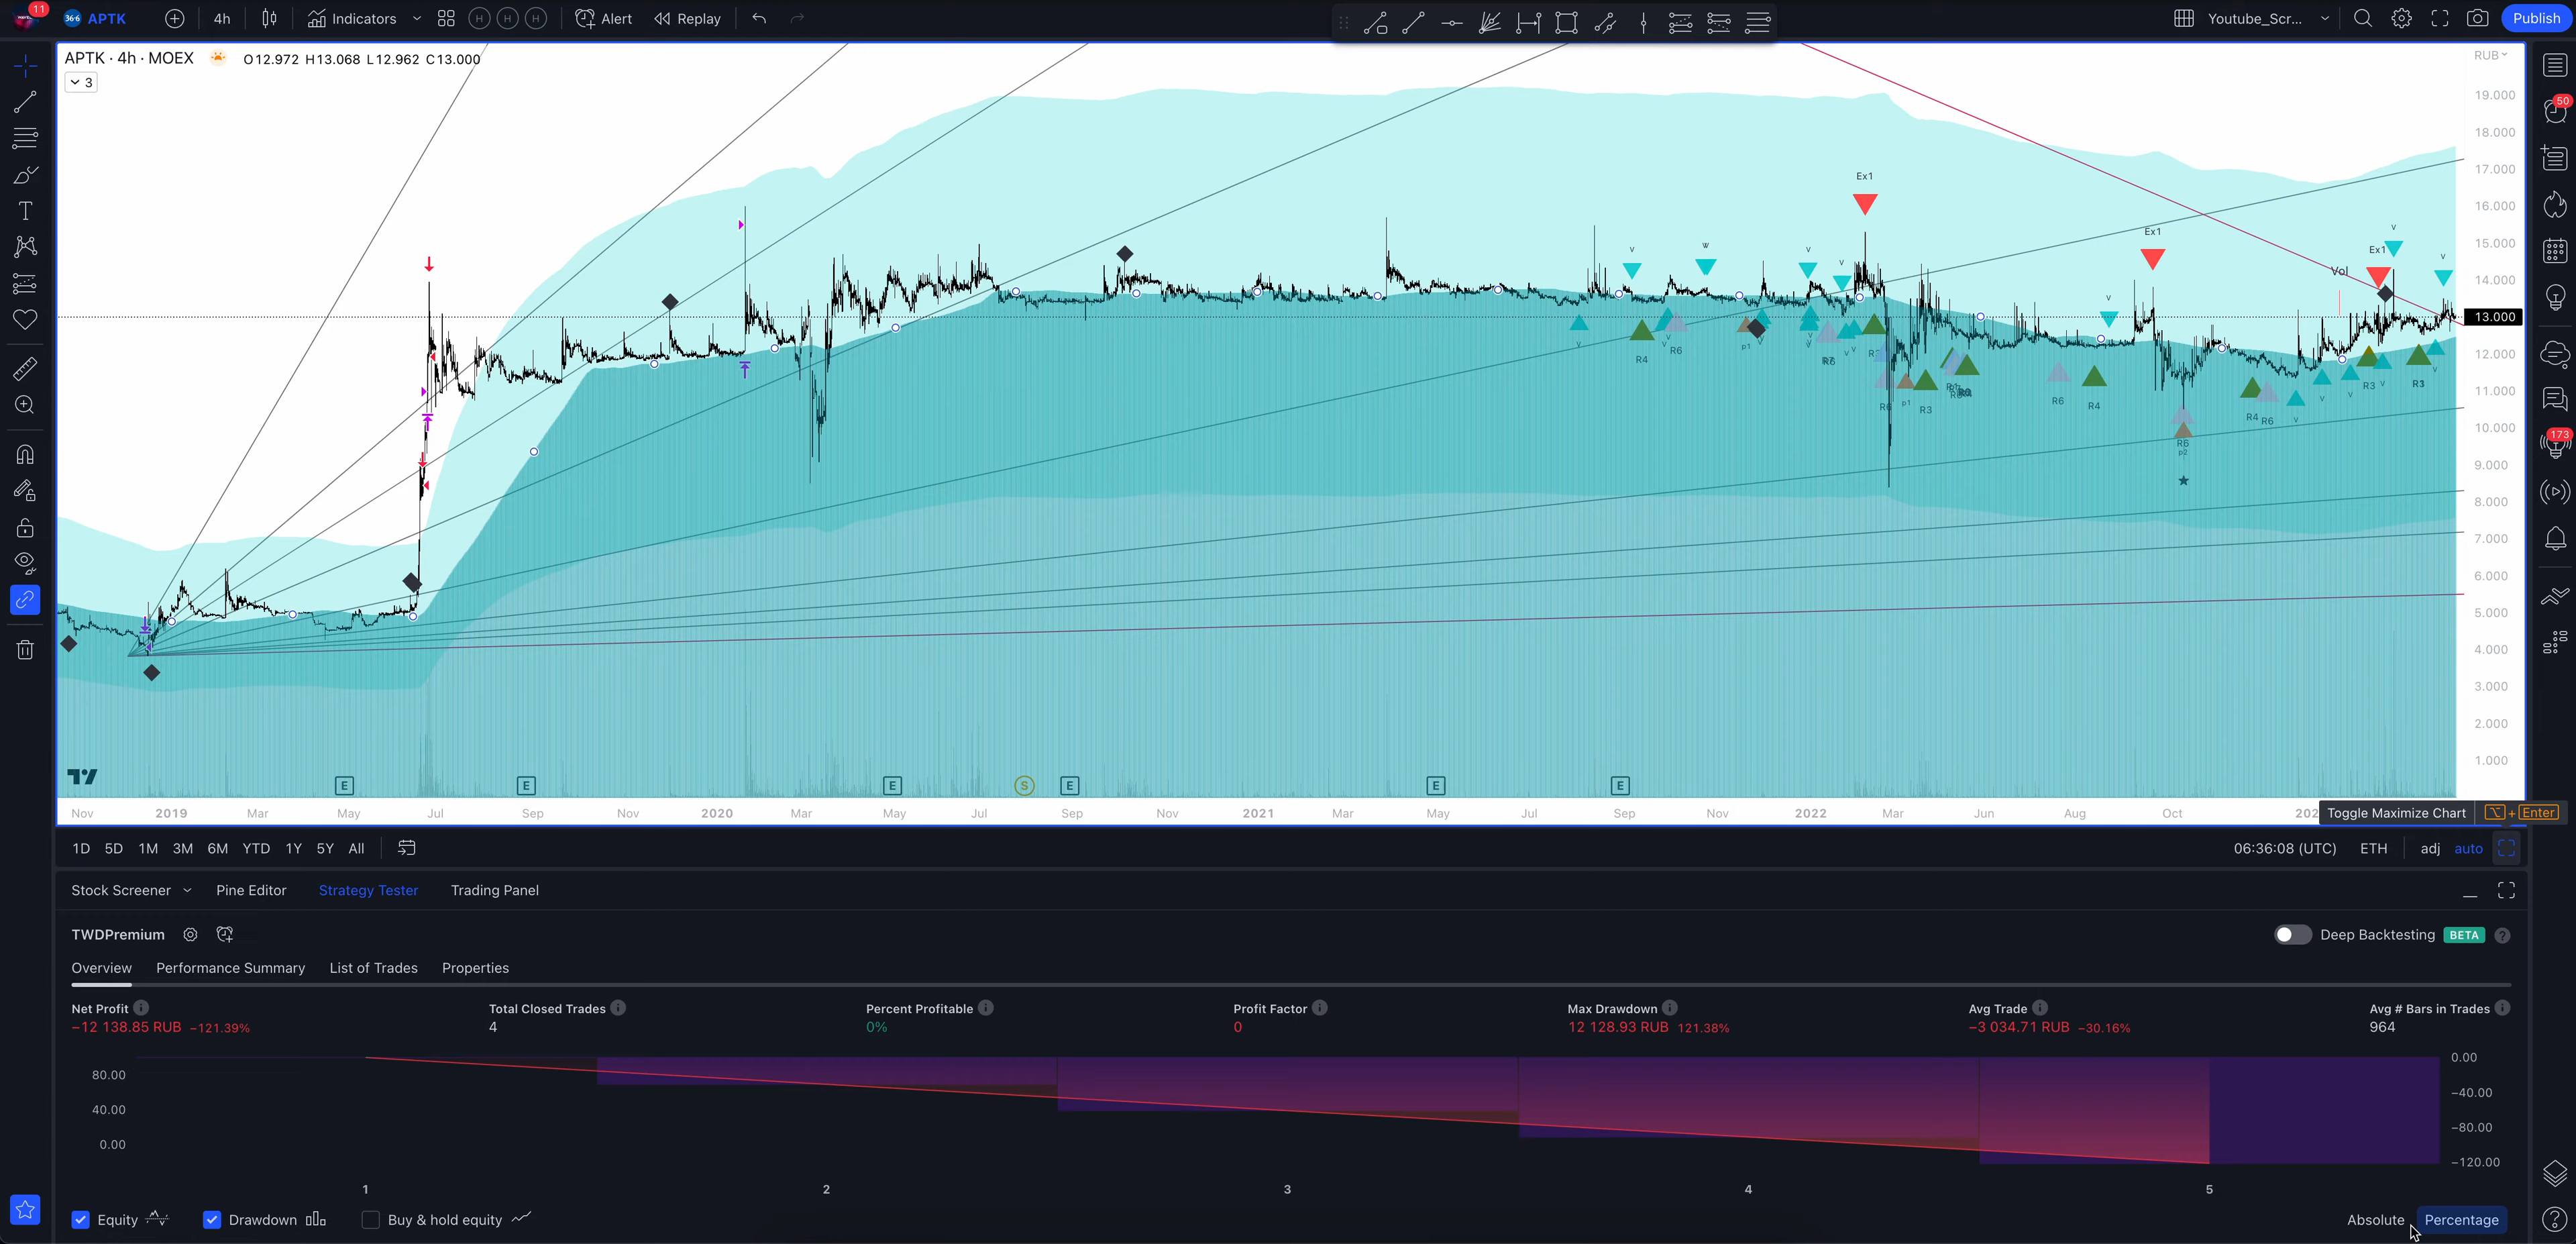 11
APTK
4h
Indicators
H H H
Alert
Replay
Youtube_Scr...
Publish
APTK · 4h · MOEX O12.972 H13.068 L12.962 C13.000
3
RUB
19.000
18.000
17.000
16.000
15.000
14.000
13.000
12.000
11.000
10.000
9.000
8.000
7.000
6.000
5.000
4.000
3.000
2.000
1.000
Ex1
Ex1
Ex1
Vol
v
w
v
v
v
v
v
R4
R6
p1
R6
p1
R3
R6
R4
R6
p2
R4
R6
R3
R3
E
E
E
S
E
E
E
Nov 2019 Mar May Jul Sep Nov 2020 Mar May Jul Sep Nov 2021 Mar May Jul Sep Nov 2022 Mar Jun Aug Oct 202
Toggle Maximize Chart + Enter
1D 5D 1M 3M 6M YTD 1Y 5Y All
06:36:08 (UTC) ETH adj auto
Stock Screener Pine Editor Strategy Tester Trading Panel
TWDPremium
Deep Backtesting BETA
Overview Performance Summary List of Trades Properties
Net Profit
−12 138.85 RUB −121.39%
Total Closed Trades
4
Percent Profitable
0%
Profit Factor
0
Max Drawdown
12 128.93 RUB 121.38%
Avg Trade
−3 034.71 RUB −30.16%
Avg # Bars in Trades
964
80.00
40.00
0.00
0.00
−40.00
−80.00
−120.00
1 2 3 4 5
Equity Drawdown Buy & hold equity
Absolute Percentage
50
173